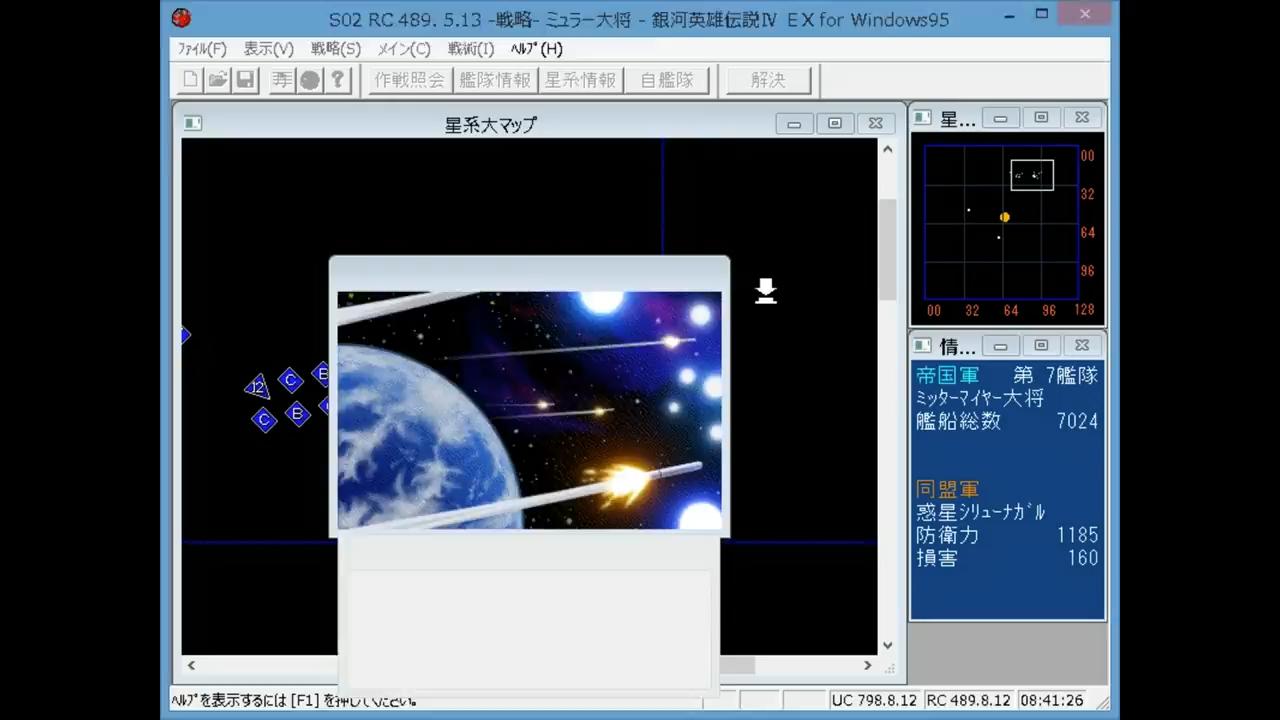 S02 RC 489. 5.13 -戦略- ミュラー大将 - 銀河英雄伝説Ⅳ ＥＸ for Windows95
ﾌｧｲﾙ(F) 表示(V) 戦略(S) メイン(C) 戦術(I) ﾍﾙﾌﾟ(H)
作戦照会 艦隊情報 星系情報 自艦隊 解決
星系大マップ
星...
00
32
64
96
00 32 64 96 128
J2 C B
C B
情...
帝国軍 第 7艦隊
ﾐｯﾀｰﾏｲﾔｰ大将
艦船総数 7024
同盟軍
惑星ｼﾘｭｰﾅｶﾞﾙ
防衛力 1185
損害 160
ﾍﾙﾌﾟを表示するには [F1] を押してください。
UC 798.8.12 RC 489.8.12 08:41:26